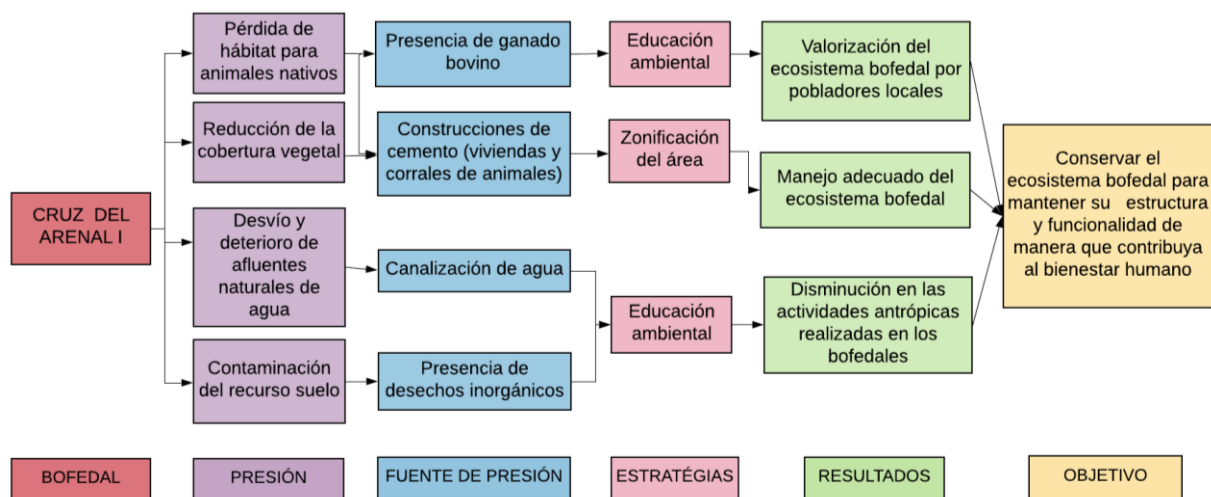 CRUZ DEL
ARENAL I
Pérdida de
hábitat para
animales nativos
Reducción de la
cobertura vegetal
Desvío y
deterioro de
afluentes
naturales de
agua
Contaminación
del recurso suelo
Presencia de ganado
bovino
Construcciones de
cemento (viviendas y
corrales de animales)
Canalización de agua
Presencia de
desechos inorgánicos
Educación
ambiental
Zonificación
del área
Educación
ambiental
Valorización del
ecosistema bofedal por
pobladores locales
Manejo adecuado del
ecosistema bofedal
Disminución en las
actividades antrópicas
realizadas en los
bofedales
Conservar el
ecosistema bofedal para
mantener su estructura
y funcionalidad de
manera que contribuya
al bienestar humano
BOFEDAL
PRESIÓN
FUENTE DE PRESIÓN
ESTRATÉGIAS
RESULTADOS
OBJETIVO